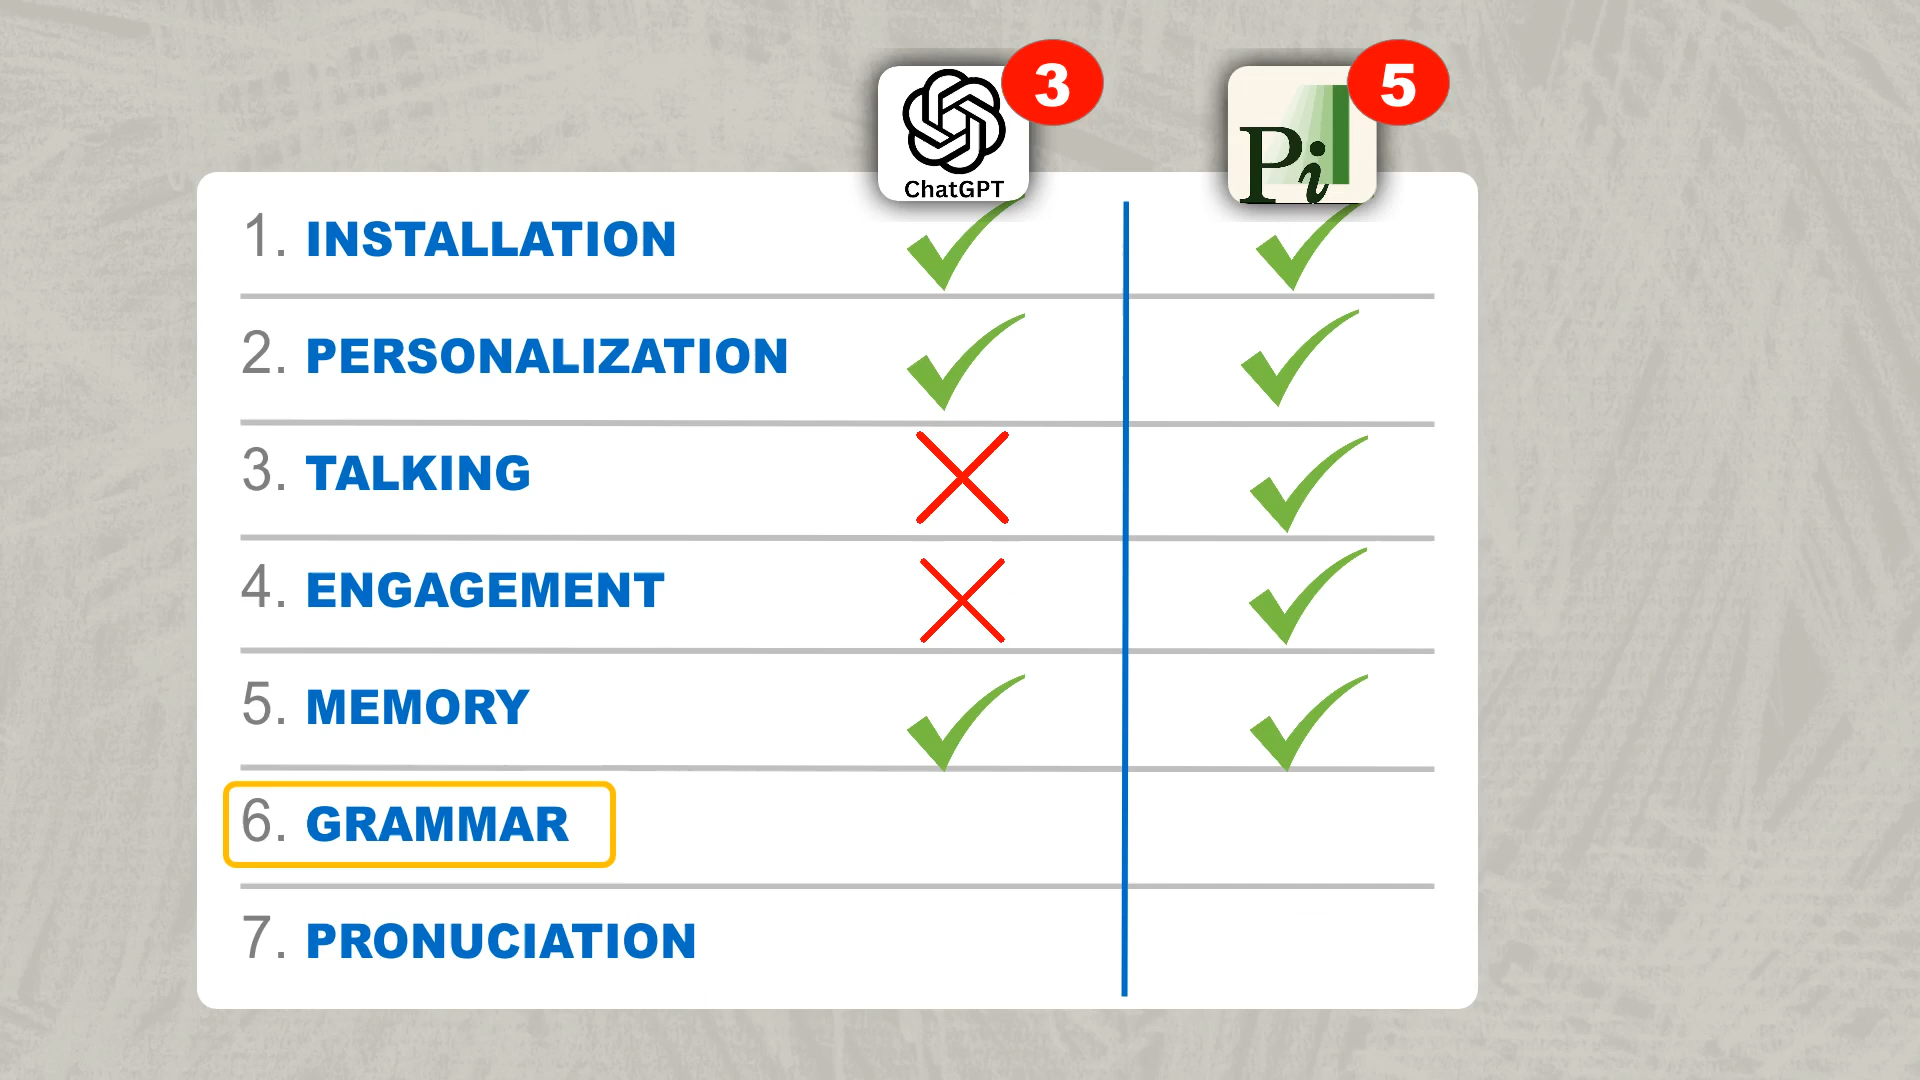 3
5
ChatGPT
Pi
1. INSTALLATION
2. PERSONALIZATION
3. TALKING
4. ENGAGEMENT
5. MEMORY
6. GRAMMAR
7. PRONUCIATION